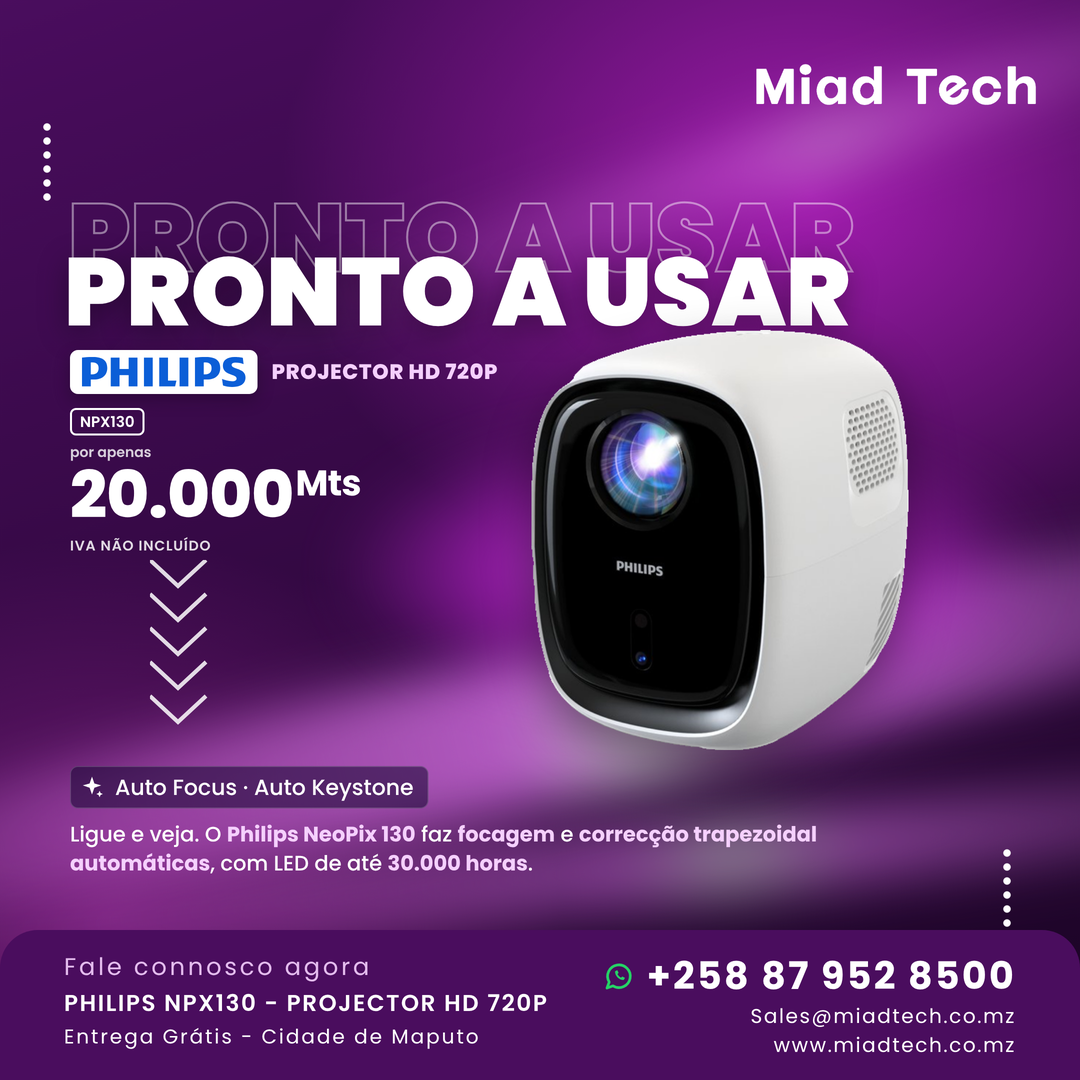 Miad Tech
PRONTO A USAR
PRONTO A USAR
PHILIPS PROJECTOR HD 720P
NPX130
por apenas
20.000Mts
IVA NÃO INCLUÍDO
PHILIPS
Auto Focus · Auto Keystone
Ligue e veja. O Philips NeoPix 130 faz focagem e correcção trapezoidal
automáticas, com LED de até 30.000 horas.
Fale connosco agora
PHILIPS NPX130 - PROJECTOR HD 720P
Entrega Grátis - Cidade de Maputo
+258 87 952 8500
Sales@miadtech.co.mz
www.miadtech.co.mz